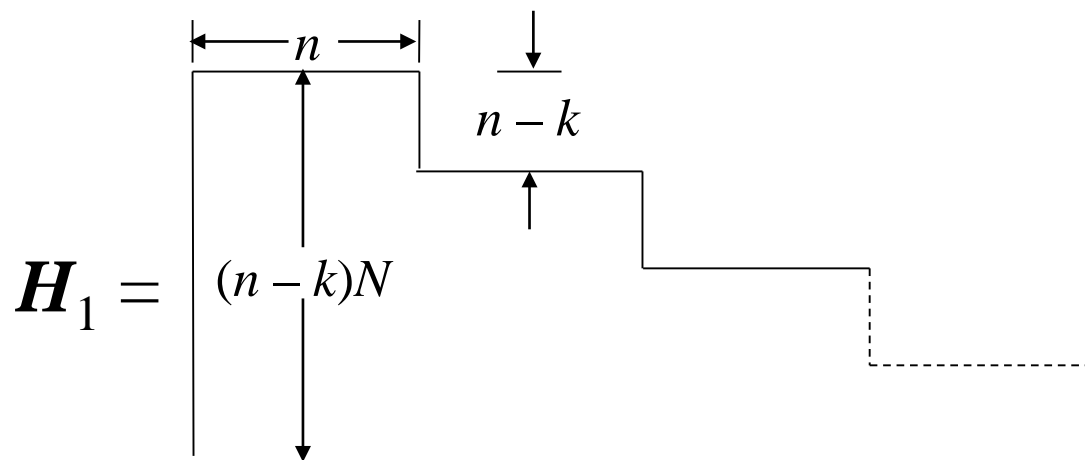 n
n – k
H₁ =
(n – k)N